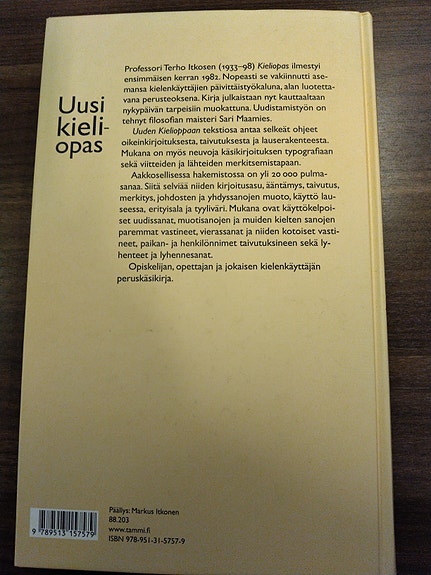 Uusi
kieli-
opas
Professori Terho Itkosen (1933–98) Kieliopas ilmestyi
ensimmäisen kerran 1982. Nopeasti se vakiinnutti ase-
mansa kielenkäyttäjien päivittäistyökaluna, alan luotetta-
vana perusteoksena. Kirja julkaistaan nyt kauttaaltaan
nykypäivän tarpeisiin muokattuna. Uudistamistyön on
tehnyt filosofian maisteri Sari Maamies.
Uuden Kielioppaan tekstiosa antaa selkeät ohjeet
oikeinkirjoituksesta, taivutuksesta ja lauserakenteesta.
Mukana on myös neuvoja käsikirjoituksen typografiaan
sekä viitteiden ja lähteiden merkitsemistapaan.
Aakkosellisessa hakemistossa on yli 20 000 pulma-
sanaa. Siitä selviää niiden kirjoitusasu, ääntämys, taivutus,
merkitys, johdosten ja yhdyssanojen muoto, käyttö lau-
seessa, erityisala ja tyyliväri. Mukana ovat käyttökelpoi-
set uudissanat, muotisanojen ja muiden kielten sanojen
paremmat vastineet, vierassanat ja niiden kotoiset vasti-
neet, paikan- ja henkilönnimet taivutuksineen sekä ly-
henteet ja lyhennesanat.
Opiskelijan, opettajan ja jokaisen kielenkäyttäjän
peruskäsikirja.
Päällys: Markus Itkonen
88.203
www.tammi.fi
ISBN 978-951-31-5757-9
9 789513 157579